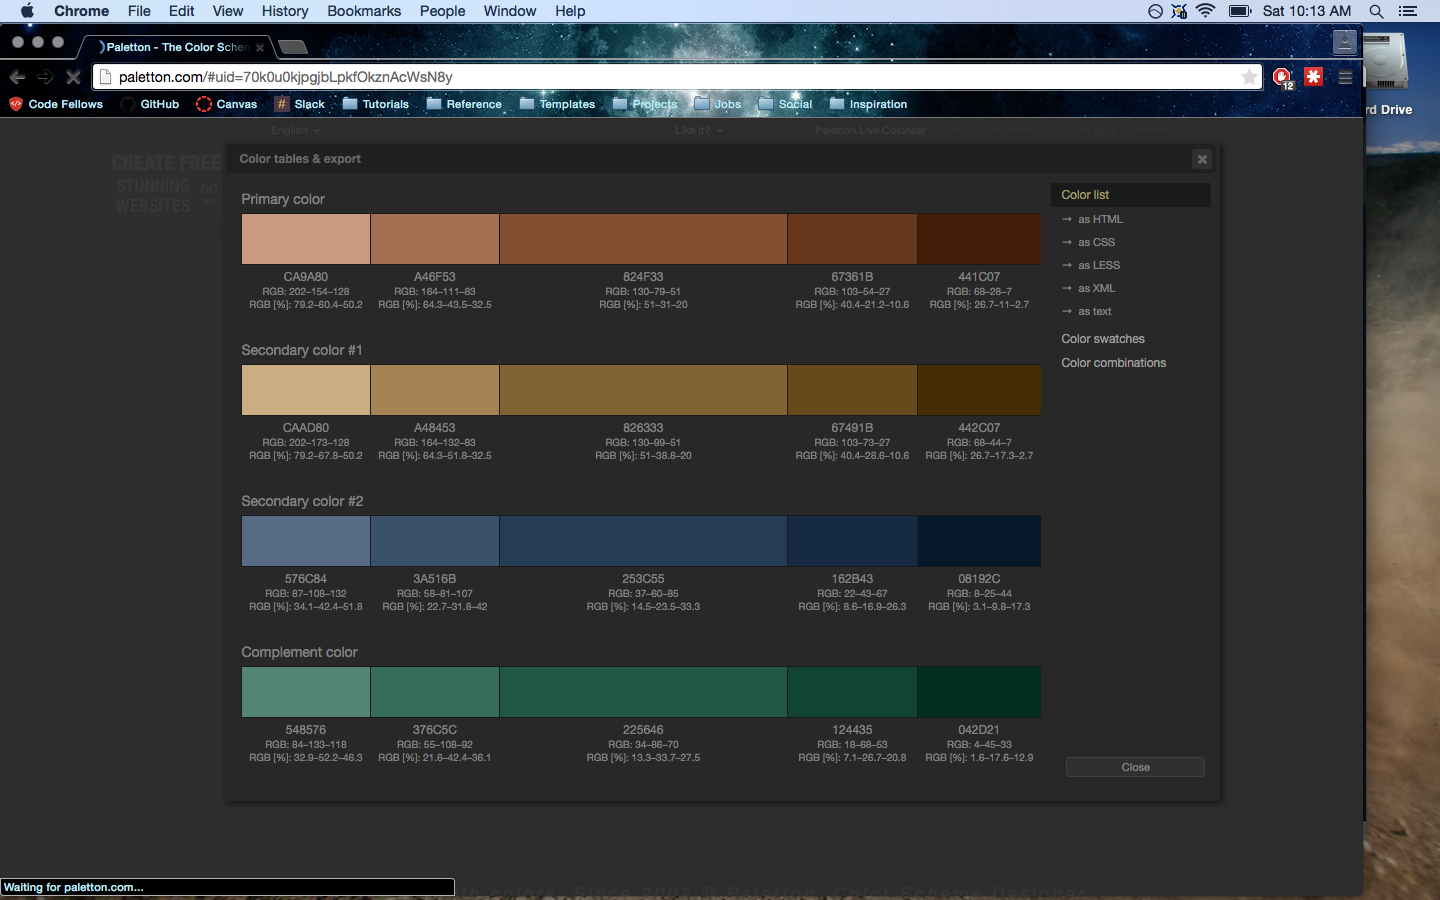 Chrome File Edit View History Bookmarks People Window Help Sat 10:13 AM
Paletton - The Color Schem
paletton.com/#uid=70k0u0kjpgjbLpkfOkznAcWsN8y
12
Code Fellows GitHub Canvas # Slack Tutorials Reference Templates Projects Jobs Social Inspiration
rd Drive
English Like it? Paletton Live Colorizer
CREATE FREE
STUNNING GO
WEBSITES >>
Color tables & export
Primary color
CA9A80 A46F53 824F33 67361B 441C07
RGB: 202–154–128 RGB: 164–111–83 RGB: 130–79–51 RGB: 103–54–27 RGB: 68–28–7
RGB [%]: 79.2–60.4–50.2 RGB [%]: 64.3–43.5–32.5 RGB [%]: 51–31–20 RGB [%]: 40.4–21.2–10.6 RGB [%]: 26.7–11–2.7
Secondary color #1
CAAD80 A48453 826333 67491B 442C07
RGB: 202–173–128 RGB: 164–132–83 RGB: 130–99–51 RGB: 103–73–27 RGB: 68–44–7
RGB [%]: 79.2–67.8–50.2 RGB [%]: 64.3–51.8–32.5 RGB [%]: 51–38.8–20 RGB [%]: 40.4–28.6–10.6 RGB [%]: 26.7–17.3–2.7
Secondary color #2
576C84 3A516B 253C55 162B43 08192C
RGB: 87–108–132 RGB: 58–81–107 RGB: 37–60–85 RGB: 22–43–67 RGB: 8–25–44
RGB [%]: 34.1–42.4–51.8 RGB [%]: 22.7–31.8–42 RGB [%]: 14.5–23.5–33.3 RGB [%]: 8.6–16.9–26.3 RGB [%]: 3.1–9.8–17.3
Complement color
548576 376C5C 225646 124435 042D21
RGB: 84–133–118 RGB: 55–108–92 RGB: 34–86–70 RGB: 18–68–53 RGB: 4–45–33
RGB [%]: 32.9–52.2–46.3 RGB [%]: 21.6–42.4–36.1 RGB [%]: 13.3–33.7–27.5 RGB [%]: 7.1–26.7–20.8 RGB [%]: 1.6–17.6–12.9
Color list
→ as HTML
→ as CSS
→ as LESS
→ as XML
→ as text
Color swatches
Color combinations
Close
Waiting for paletton.com...
th colors. Since 2002 © Paletton, Color Scheme Designer